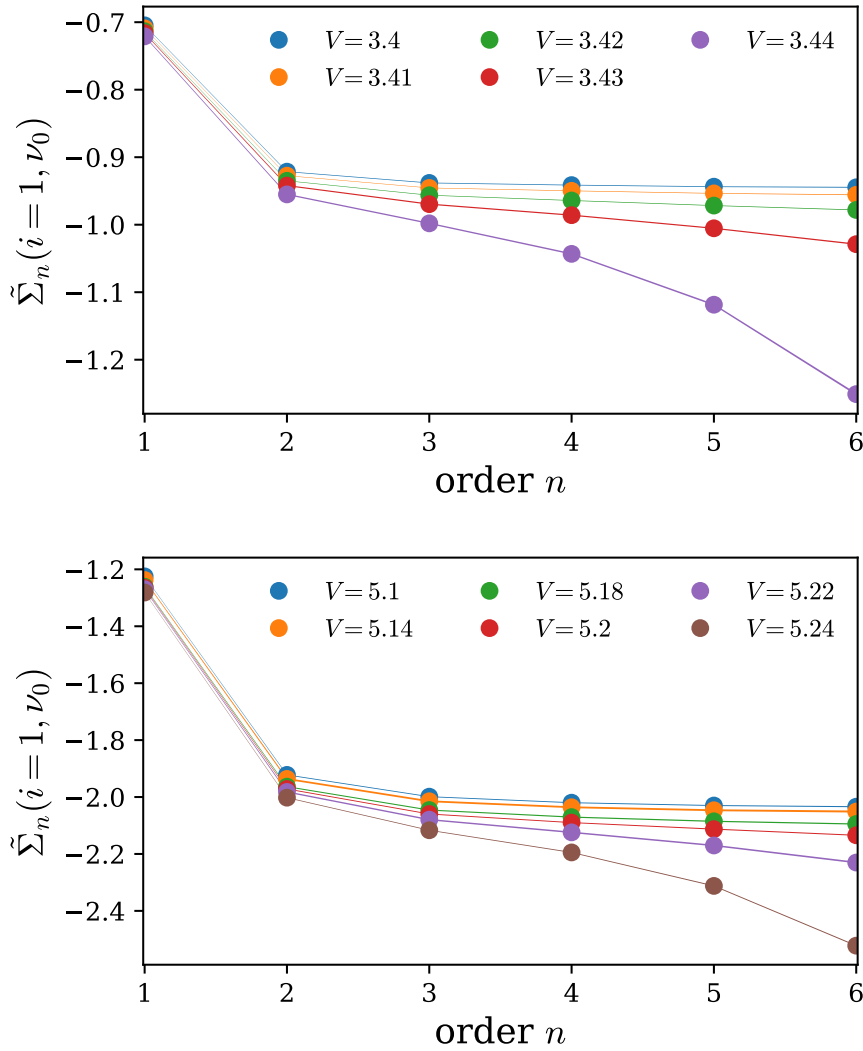 −0.7
−0.8
−0.9
−1.0
−1.1
−1.2
Σ̃ₙ(i = 1, ν₀)
V = 3.4 V = 3.42 V = 3.44
V = 3.41 V = 3.43
1 2 3 4 5 6
order n
−1.2
−1.4
−1.6
−1.8
−2.0
−2.2
−2.4
Σ̃ₙ(i = 1, ν₀)
V = 5.1 V = 5.18 V = 5.22
V = 5.14 V = 5.2 V = 5.24
1 2 3 4 5 6
order n